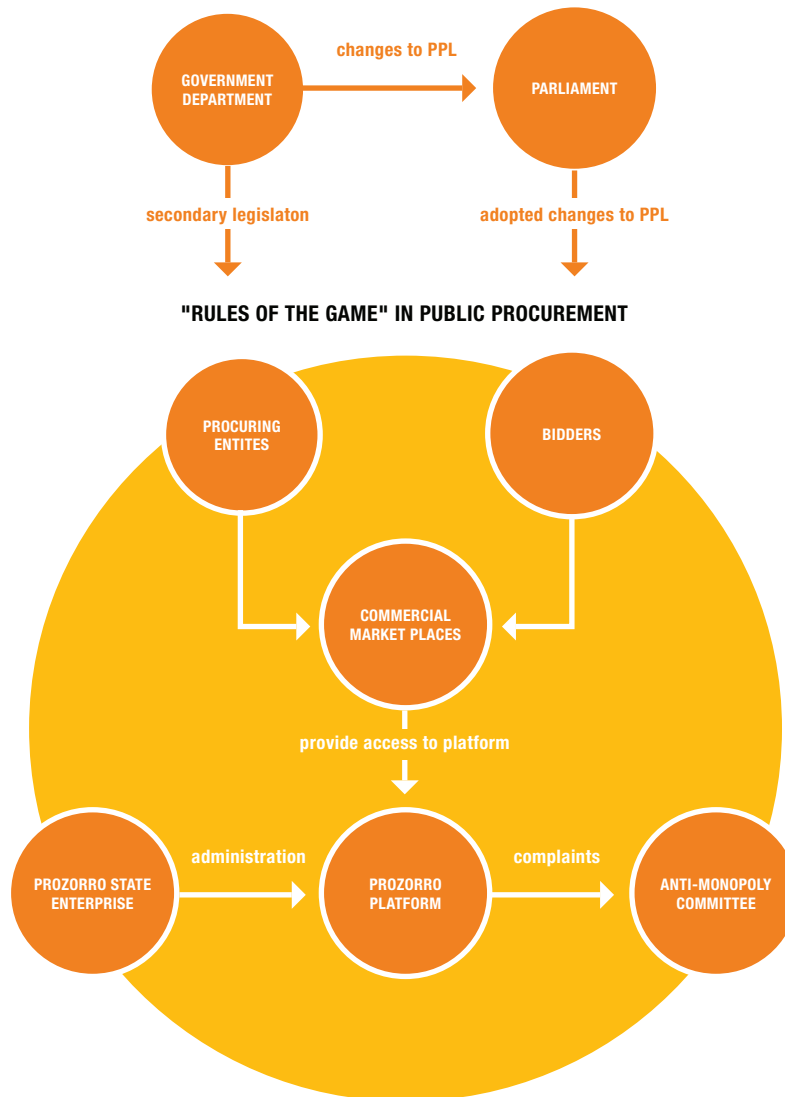 changes to PPL
GOVERNMENT
DEPARTMENT
PARLIAMENT
secondary legislaton
adopted changes to PPL
"RULES OF THE GAME" IN PUBLIC PROCUREMENT
PROCURING
ENTITES
BIDDERS
COMMERCIAL
MARKET PLACES
provide access to platform
administration
complaints
PROZORRO STATE
ENTERPRISE
PROZORRO
PLATFORM
ANTI-MONOPOLY
COMMITTEE